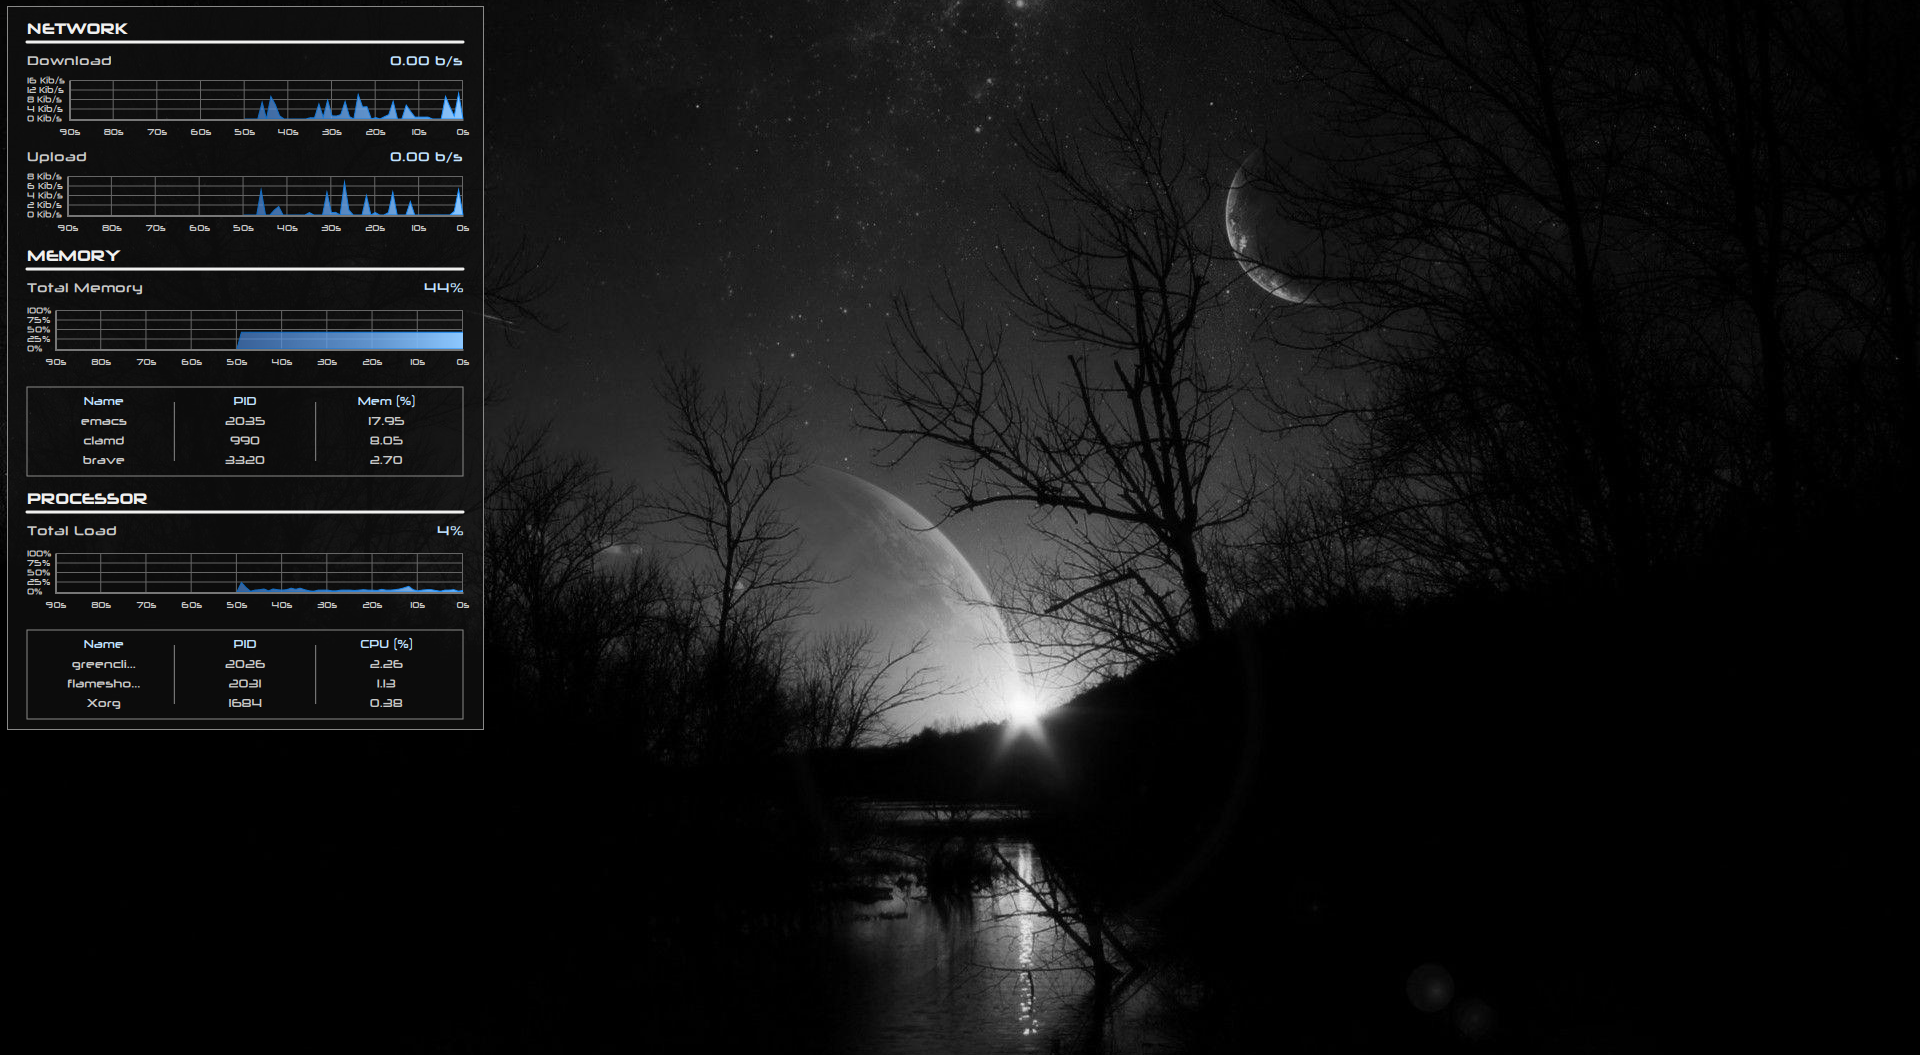 NETWORK
Download 0.00 b/s
16 Kib/s
12 Kib/s
8 Kib/s
4 Kib/s
0 Kib/s
90s 80s 70s 60s 50s 40s 30s 20s 10s 0s
Upload 0.00 b/s
8 Kib/s
6 Kib/s
4 Kib/s
2 Kib/s
0 Kib/s
90s 80s 70s 60s 50s 40s 30s 20s 10s 0s
MEMORY
Total Memory 44%
100%
75%
50%
25%
0%
90s 80s 70s 60s 50s 40s 30s 20s 10s 0s
Name PID Mem (%)
emacs 2035 17.95
clamd 990 8.05
brave 3320 2.70
PROCESSOR
Total Load 4%
100%
75%
50%
25%
0%
90s 80s 70s 60s 50s 40s 30s 20s 10s 0s
Name PID CPU (%)
greencli... 2026 2.26
flamesho... 2031 1.13
Xorg 1684 0.38